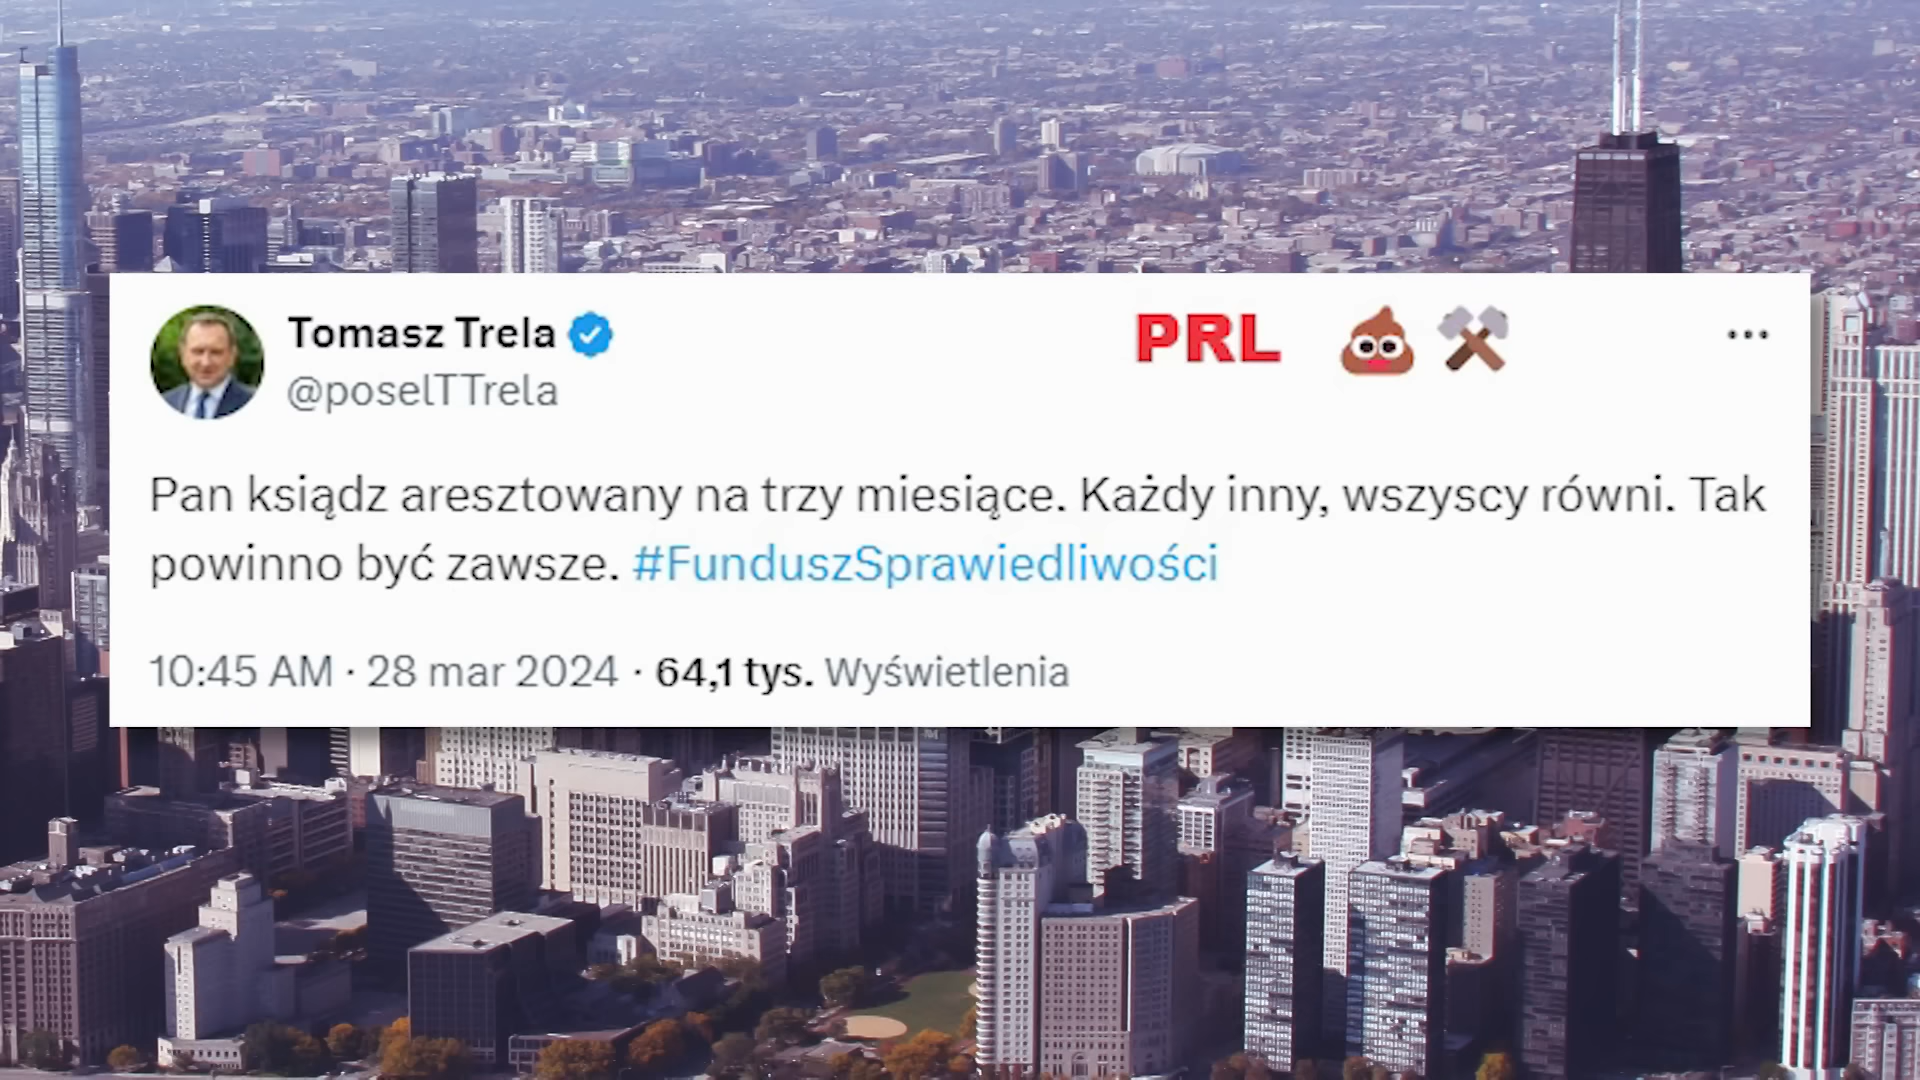 Tomasz Trela
PRL
@poselTTrela
Pan ksiądz aresztowany na trzy miesiące. Każdy inny, wszyscy równi. Tak
powinno być zawsze. #FunduszSprawiedliwości
10:45 AM · 28 mar 2024 · 64,1 tys. Wyświetlenia